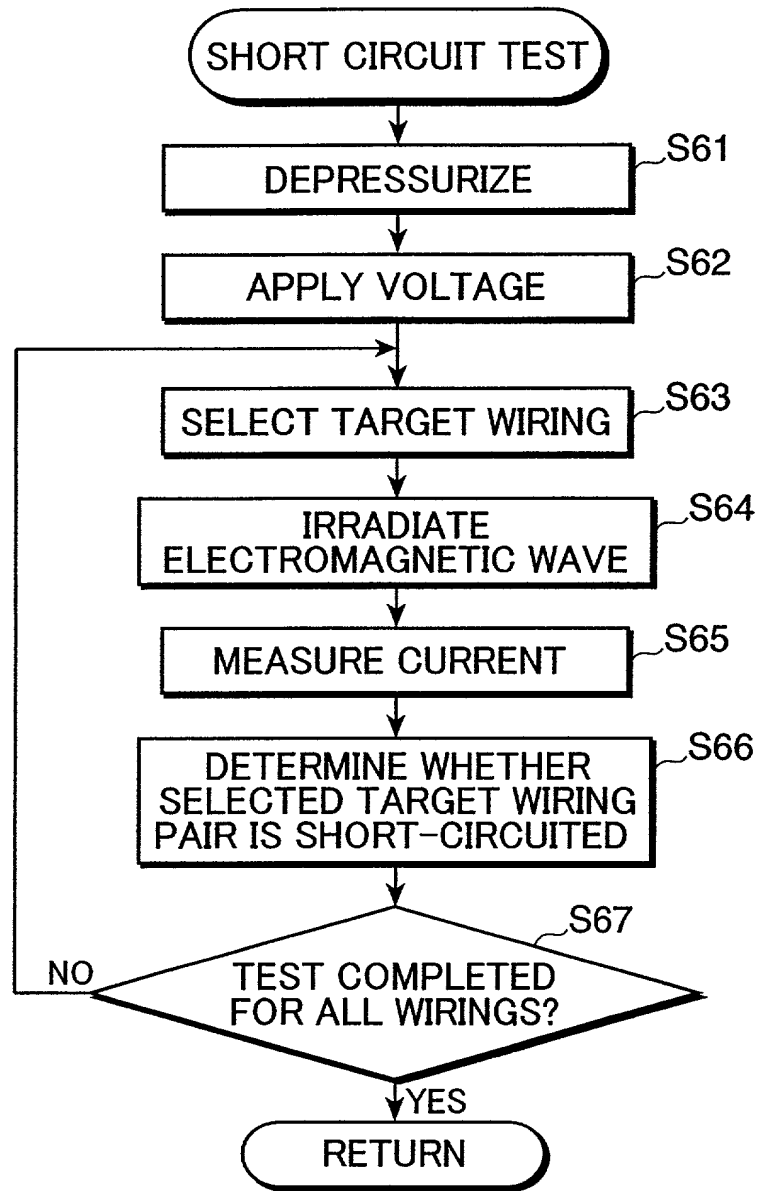 SHORT CIRCUIT TEST
S61
DEPRESSURIZE
S62
APPLY VOLTAGE
S63
SELECT TARGET WIRING
S64
IRRADIATE
ELECTROMAGNETIC WAVE
S65
MEASURE CURRENT
S66
DETERMINE WHETHER
SELECTED TARGET WIRING
PAIR IS SHORT-CIRCUITED
S67
NO
TEST COMPLETED
FOR ALL WIRINGS?
YES
RETURN